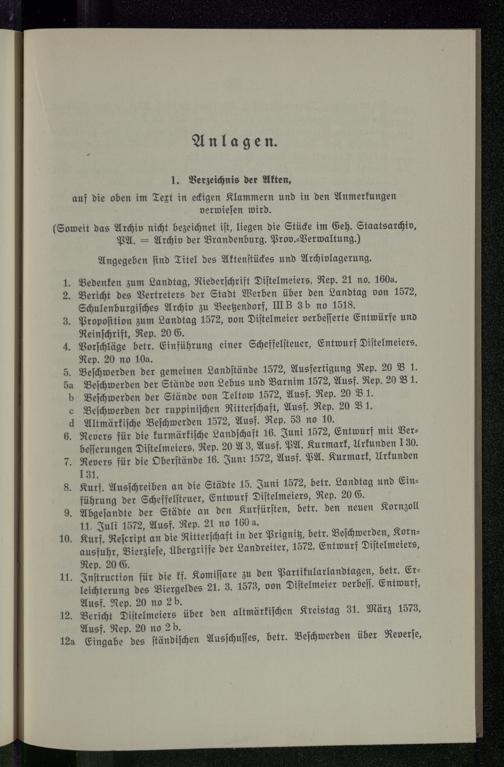 Anlagen.
1. Verzeichnis der Akten,
auf die oben im Text in eckigen Klammern und in den Anmerkungen
verwiesen wird.
(Soweit das Archiv nicht bezeichnet ist, liegen die Stücke im Geh. Staatsarchiv,
PA. = Archiv der Brandenburg. Prov.-Verwaltung.)
Angegeben sind Titel des Aktenstückes und Archivlagerung.
1. Bedenken zum Landtag, Niederschrift Distelmeiers, Rep. 21 no. 160a.
2. Bericht des Vertreters der Stadt Werben über den Landtag von 1572,
Schulenburgisches Archiv zu Beetzendorf, III B 3 b no 1518.
3. Proposition zum Landtag 1572, von Distelmeier verbesserte Entwürfe und
Reinschrift, Rep. 20 G.
4. Vorschläge betr. Einführung einer Scheffelsteuer, Entwurf Distelmeiers,
Rep. 20 no 10a.
5. Beschwerden der gemeinen Landstände 1572, Ausfertigung Rep. 20 B 1.
5a Beschwerden der Stände von Lebus und Barnim 1572, Ausf. Rep. 20 B 1.
b Beschwerden der Stände von Teltow 1572, Ausf. Rep. 20 B 1.
c Beschwerden der ruppinischen Ritterschaft, Ausf. Rep. 20 B 1.
d Altmärkische Beschwerden 1572, Ausf. Rep. 53 no 10.
6. Revers für die kurmärkische Landschaft 16. Juni 1572, Entwurf mit Ver-
besserungen Distelmeiers, Rep. 20 A 3, Ausf. PA. Kurmark, Urkunden I 30.
7. Revers für die Oberstände 16. Juni 1572, Ausf. PA. Kurmark, Urkunden
I 31.
8. Kurf. Ausschreiben an die Städte 15. Juni 1572, betr. Landtag und Ein-
führung der Scheffelsteuer, Entwurf Distelmeiers, Rep. 20 G.
9. Abgesandte der Städte an den Kurfürsten, betr. den neuen Kornzoll
11. Juli 1572, Ausf. Rep. 21 no 160 a.
10. Kurf. Reskript an die Ritterschaft in der Prignitz, betr. Beschwerden, Korn-
ausfuhr, Bierziese, Übergriffe der Landreiter, 1572, Entwurf Distelmeiers,
Rep. 20 G.
11. Instruction für die kf. Komissare zu den Partikularlandtagen, betr. Er-
leichterung des Biergeldes 21. 3. 1573, von Distelmeier verbess. Entwurf,
Ausf. Rep. 20 no 2 b.
12. Bericht Distelmeiers über den altmärkischen Kreistag 31. März 1573,
Ausf. Rep. 20 no 2 b.
12a Eingabe des ständischen Ausschusses, betr. Beschwerden über Reverse,